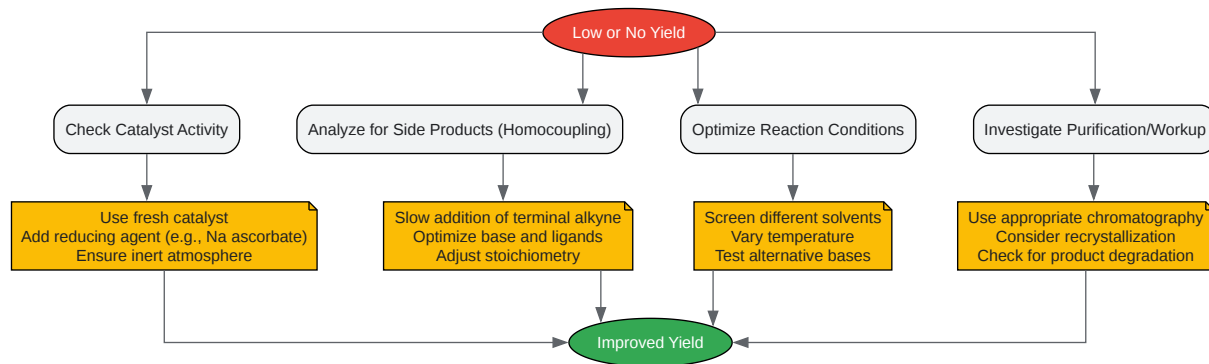 Low or No Yield
Check Catalyst Activity
Analyze for Side Products (Homocoupling)
Optimize Reaction Conditions
Investigate Purification/Workup
Use fresh catalyst
Add reducing agent (e.g., Na ascorbate)
Ensure inert atmosphere
Slow addition of terminal alkyne
Optimize base and ligands
Adjust stoichiometry
Screen different solvents
Vary temperature
Test alternative bases
Use appropriate chromatography
Consider recrystallization
Check for product degradation
Improved Yield